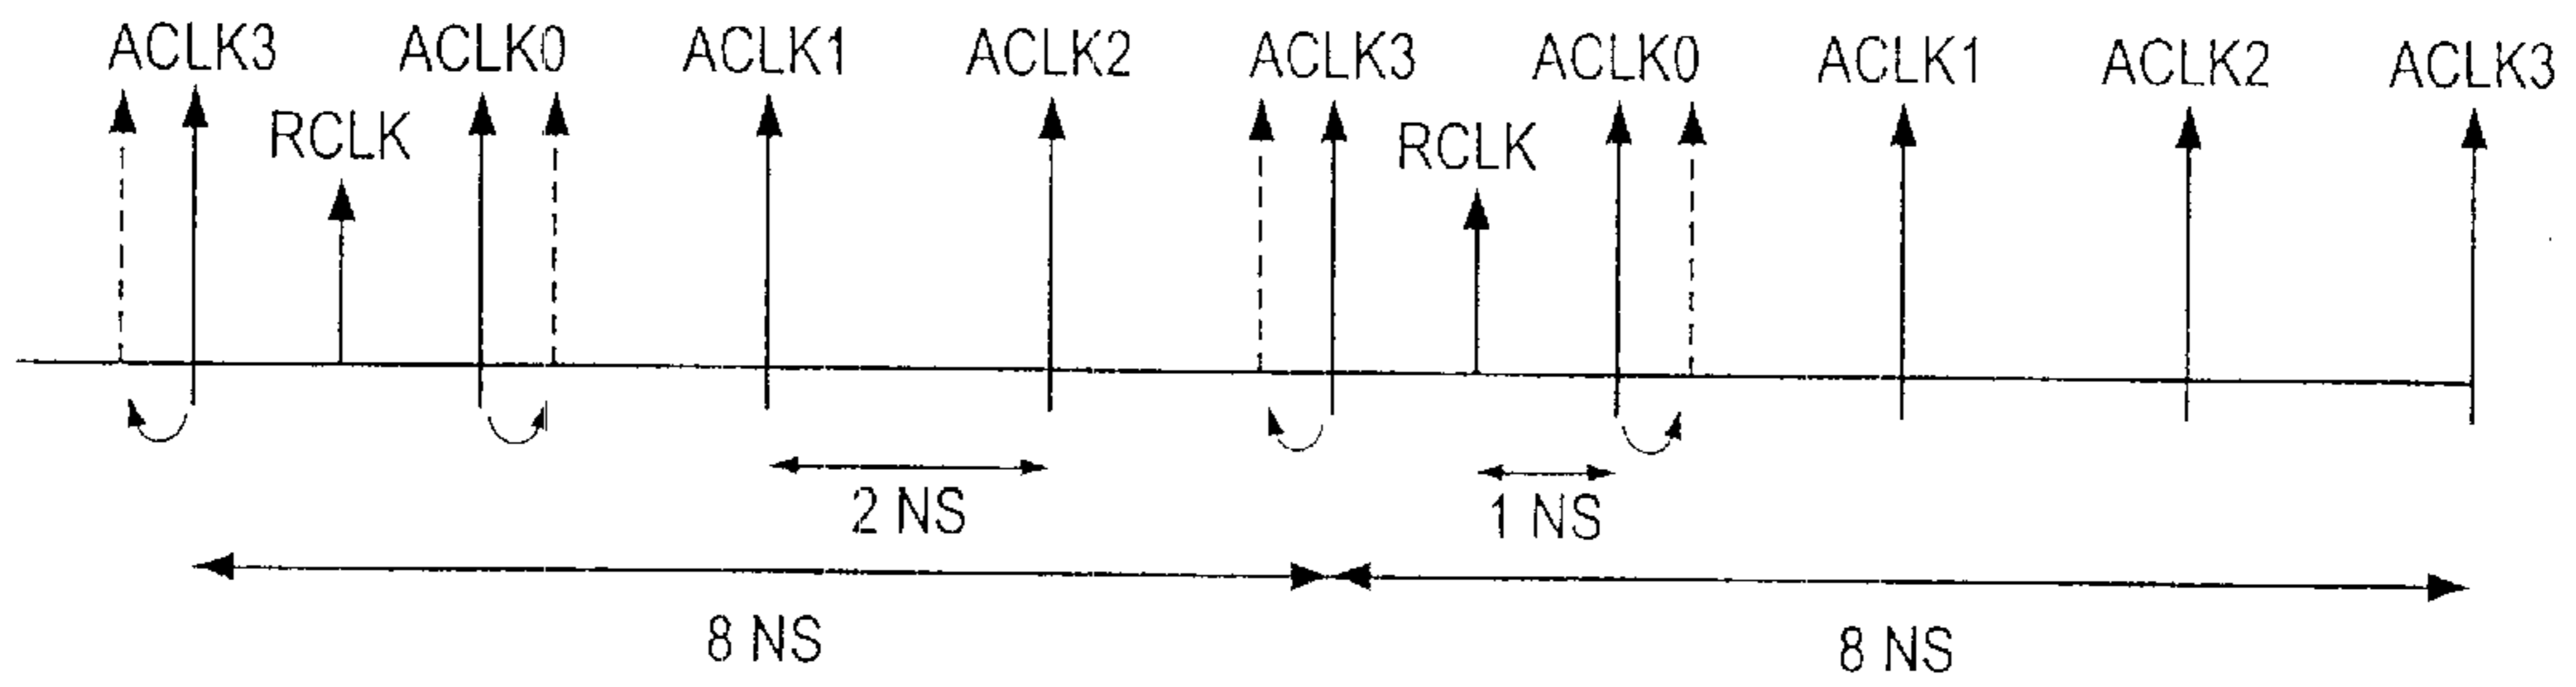 ACLK3 ACLK0 ACLK1 ACLK2 ACLK3 ACLK0 ACLK1 ACLK2 ACLK3
RCLK RCLK
2 NS 1 NS
8 NS 8 NS